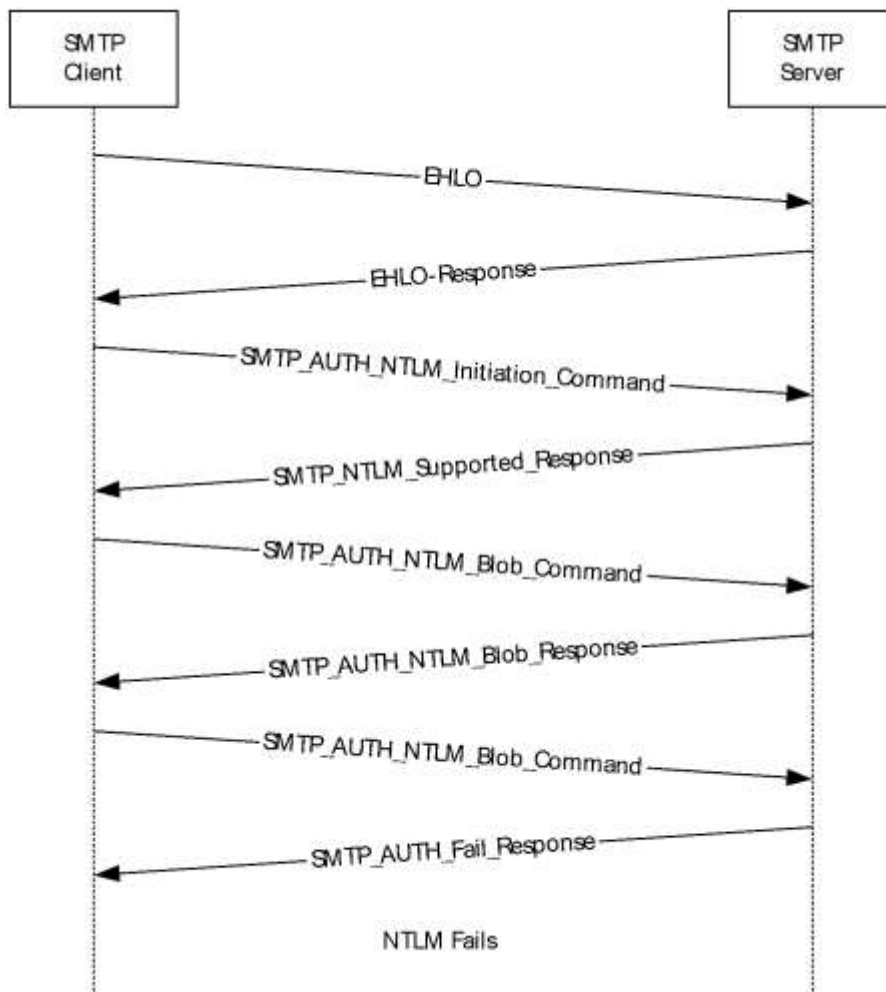 SMTP
Client
SMTP
Server
EHLO
EHLO-Response
SMTP_AUTH_NTLM_Initiation_Command
SMTP_NTLM_Supported_Response
SMTP_AUTH_NTLM_Blob_Command
SMTP_AUTH_NTLM_Blob_Response
SMTP_AUTH_NTLM_Blob_Command
SMTP_AUTH_Fail_Response
NTLM Fails